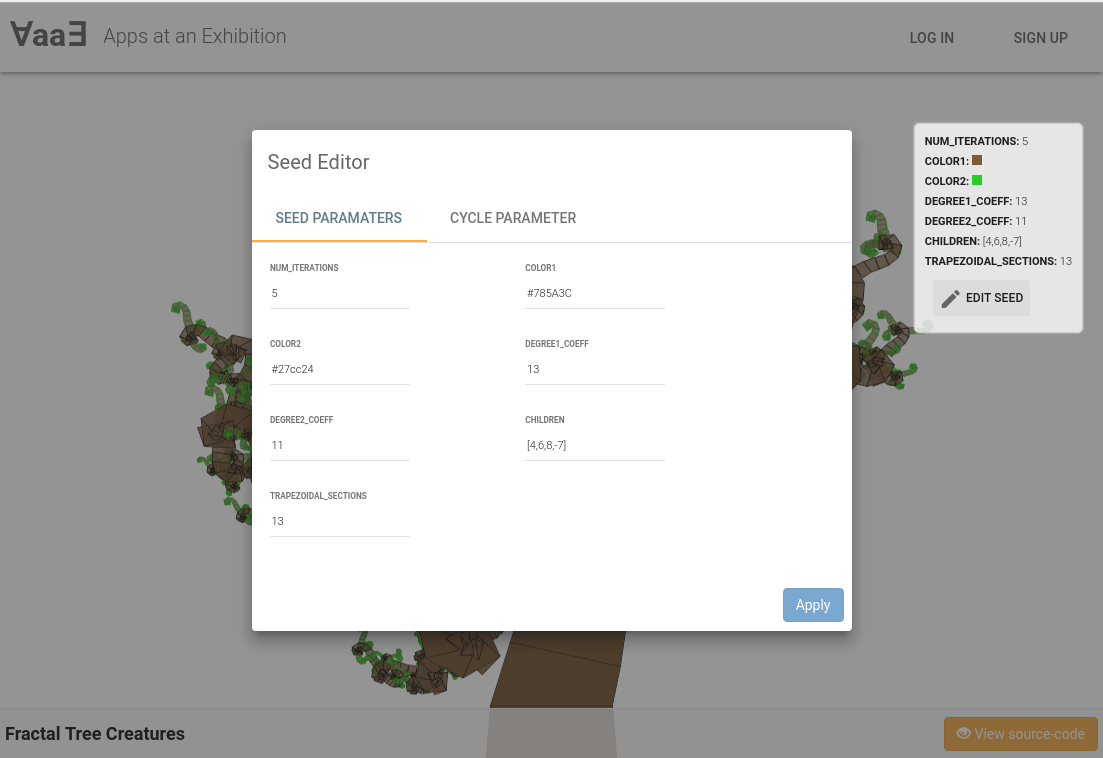 ∀aaƎ Apps at an Exhibition LOG IN SIGN UP
Seed Editor
SEED PARAMATERS CYCLE PARAMETER
NUM_ITERATIONS COLOR1
5 #785A3C
COLOR2 DEGREE1_COEFF
#27cc24 13
DEGREE2_COEFF CHILDREN
11 [4,6,8,-7]
TRAPEZOIDAL_SECTIONS
13
Apply
NUM_ITERATIONS: 5
COLOR1:
COLOR2:
DEGREE1_COEFF: 13
DEGREE2_COEFF: 11
CHILDREN: [4,6,8,-7]
TRAPEZOIDAL_SECTIONS: 13
EDIT SEED
Fractal Tree Creatures View source-code